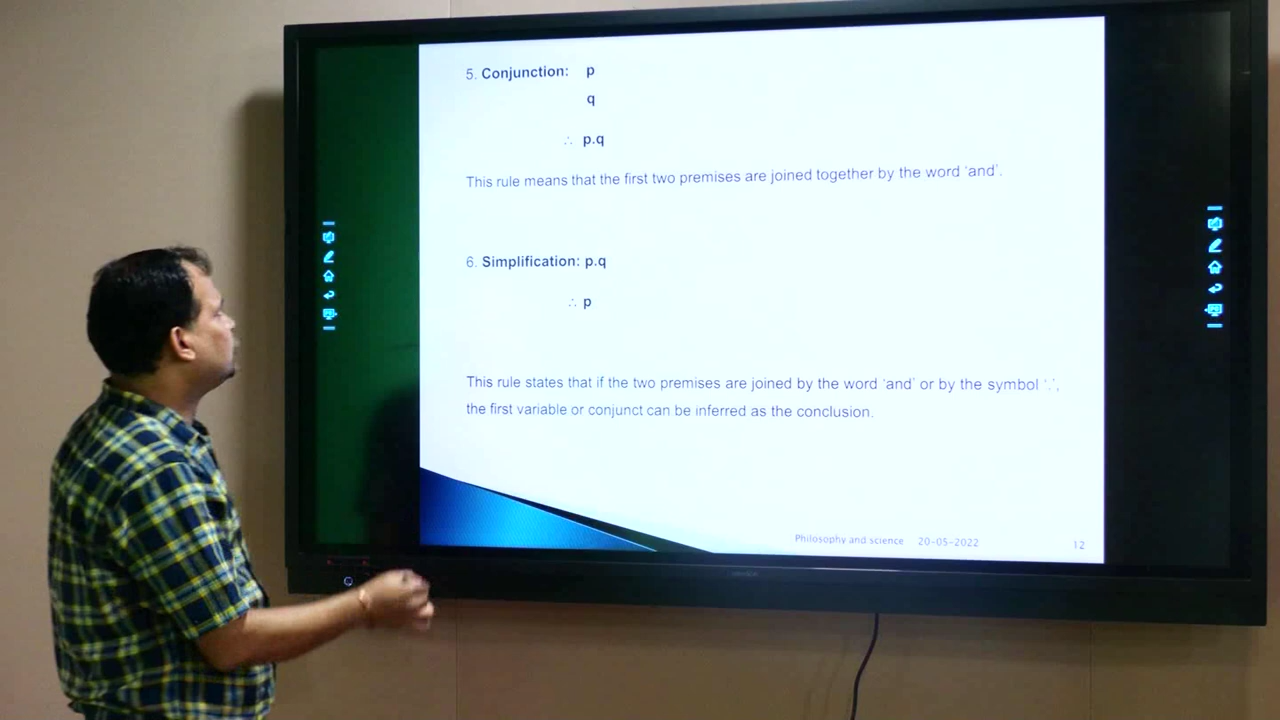 5. Conjunction: p
q
∴ p.q
This rule means that the first two premises are joined together by the word ‘and’.
6. Simplification: p.q
∴ p
This rule states that if the two premises are joined by the word ‘and’ or by the symbol ‘.’,
the first variable or conjunct can be inferred as the conclusion.
Philosophy and science 20-05-2022 12